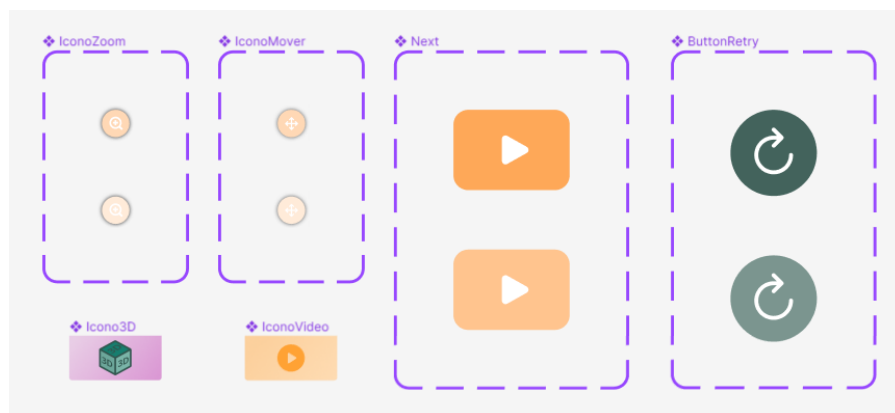 IconoZoom
IconoMover
Next
ButtonRetry
Icono3D
IconoVideo
3D 3D